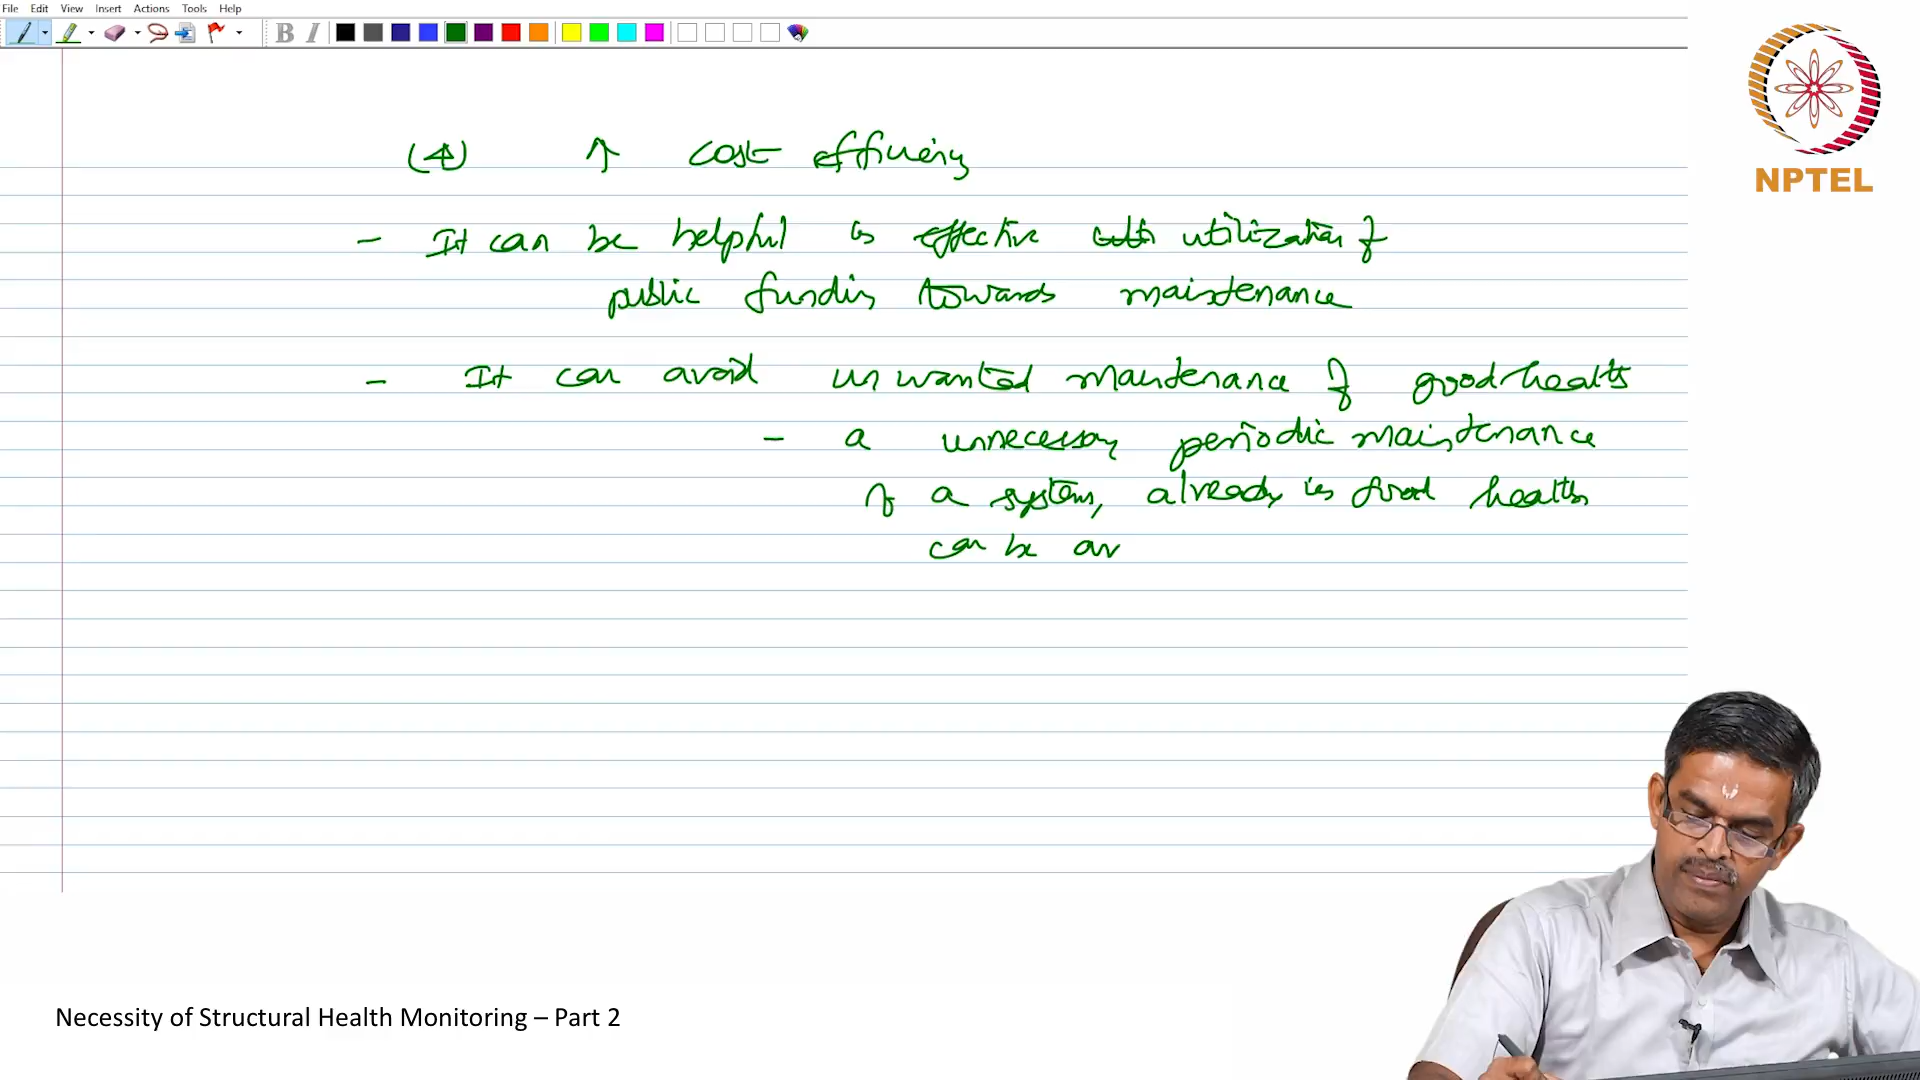 File Edit View Insert Actions Tools Help
B I
NPTEL
(4) ↑ cost efficiency
- It can be helpful in effective utilization of
public funding towards maintenance
- It can avoid unwanted maintenance of good health
- a unnecessary periodic maintenance
of a system, already in good health
can be av
Necessity of Structural Health Monitoring – Part 2